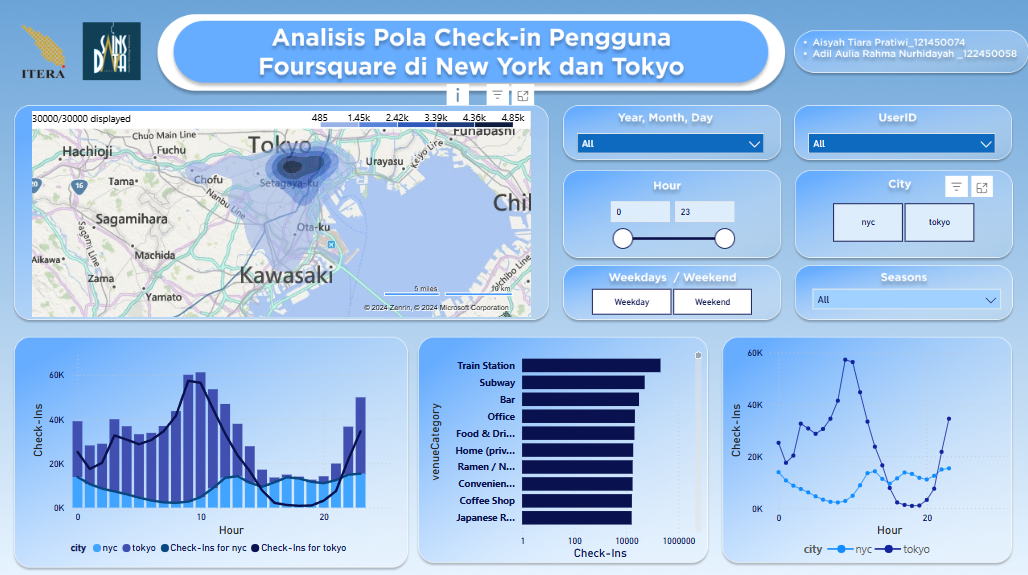 ITERA
SAINS
DATA
Analisis Pola Check-in Pengguna
Foursquare di New York dan Tokyo
• Aisyah Tiara Pratiwi_121450074
• Adil Aulia Rahma Nurhidayah _122450058
30000/30000 displayed
485 1.45k 2.42k 3.39k 4.36k 4.85k
Chuo Main Line
Funabashi
Tokyo
Hachioji
Fuchu
Urayasu
Keiyo Line
20
16
Tama
Chofu
Setagaya-ku
Nanbu Line
Chi
Sagamihara
Sagami Line
Ota-ku
Machida
Aikawa
Kawasaki
Zama
Uchibo Line
Yamato
5 miles
10 km
© 2024 Zenrin, © 2024 Microsoft Corporation
Year, Month, Day
All
UserID
All
Hour
0 23
City
nyc tokyo
Weekdays / Weekend
Weekday Weekend
Seasons
All
Check-Ins
60K
40K
20K
0K
0 10 20
Hour
city nyc tokyo Check-Ins for nyc Check-Ins for tokyo
venueCategory
Train Station
Subway
Bar
Office
Food & Dri...
Home (priv...
Ramen / N...
Convenien...
Coffee Shop
Japanese R...
1 100 10000 1000000
Check-Ins
Check-Ins
60K
40K
20K
0K
0 20
Hour
city nyc tokyo